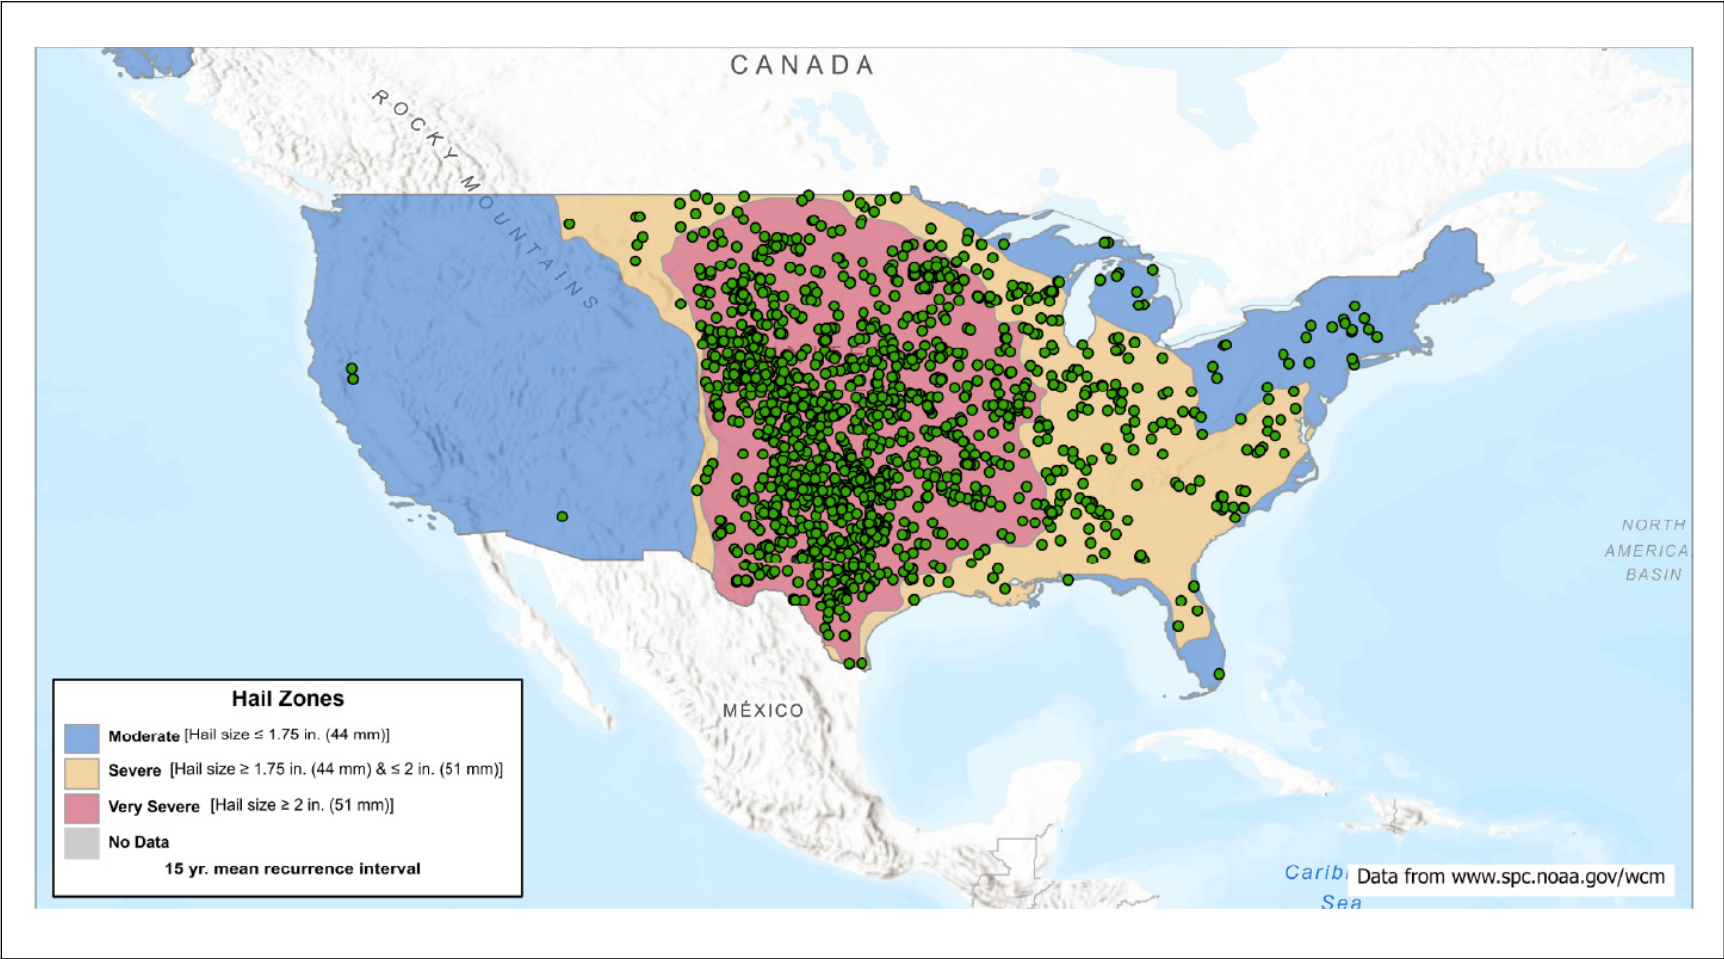 CANADA
ROCKY MOUNTAINS
NORTH
AMERICA
BASIN
MÉXICO
Hail Zones
Moderate [Hail size ≤ 1.75 in. (44 mm)]
Severe [Hail size ≥ 1.75 in. (44 mm) & ≤ 2 in. (51 mm)]
Very Severe [Hail size ≥ 2 in. (51 mm)]
No Data
15 yr. mean recurrence interval
Carib
Sea
Data from www.spc.noaa.gov/wcm